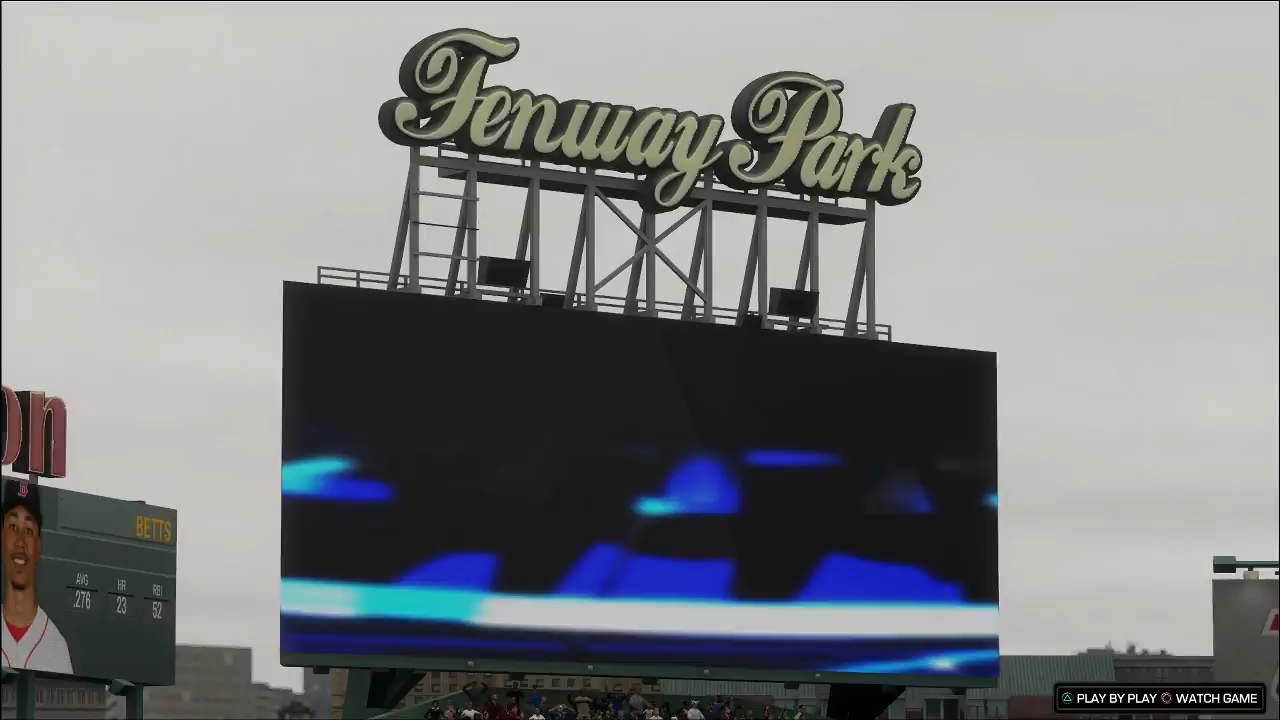 Fenway Park
on
B
BETTS
AVG HR RBI
.276 23 52
PLAY BY PLAY WATCH GAME